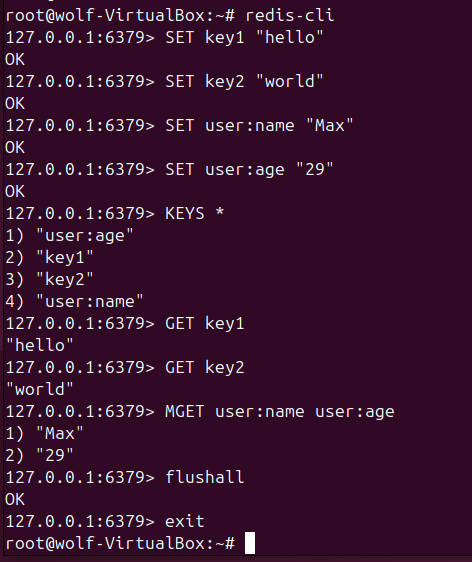 root@wolf-VirtualBox:~# redis-cli
127.0.0.1:6379> SET key1 "hello"
OK
127.0.0.1:6379> SET key2 "world"
OK
127.0.0.1:6379> SET user:name "Max"
OK
127.0.0.1:6379> SET user:age "29"
OK
127.0.0.1:6379> KEYS *
1) "user:age"
2) "key1"
3) "key2"
4) "user:name"
127.0.0.1:6379> GET key1
"hello"
127.0.0.1:6379> GET key2
"world"
127.0.0.1:6379> MGET user:name user:age
1) "Max"
2) "29"
127.0.0.1:6379> flushall
OK
127.0.0.1:6379> exit
root@wolf-VirtualBox:~#